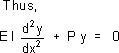 Thus,
EI d²y/dx² + Py = 0